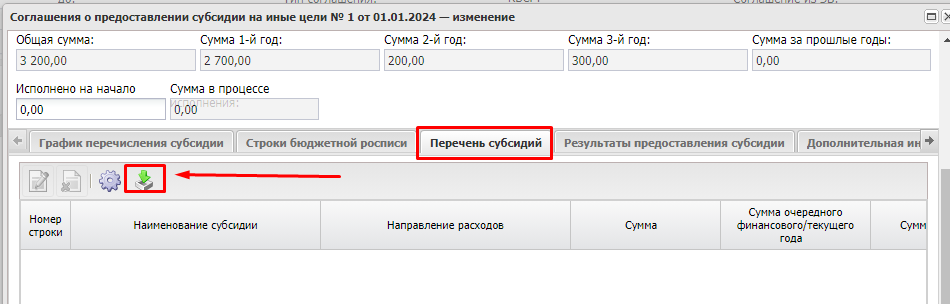 Соглашения о предоставлении субсидии на иные цели № 1 от 01.01.2024 — изменение
Общая сумма: Сумма 1-й год: Сумма 2-й год: Сумма 3-й год: Сумма за прошлые годы:
3 200,00 2 700,00 200,00 300,00 0,00
Исполнено на начало Сумма в процессе
исполнения:
0,00 0,00
График перечисления субсидии Строки бюджетной росписи Перечень субсидий Результаты предоставления субсидии Дополнительная ин
Номер строки Наименование субсидии Направление расходов Сумма Сумма очередного финансового/текущего года Сумм